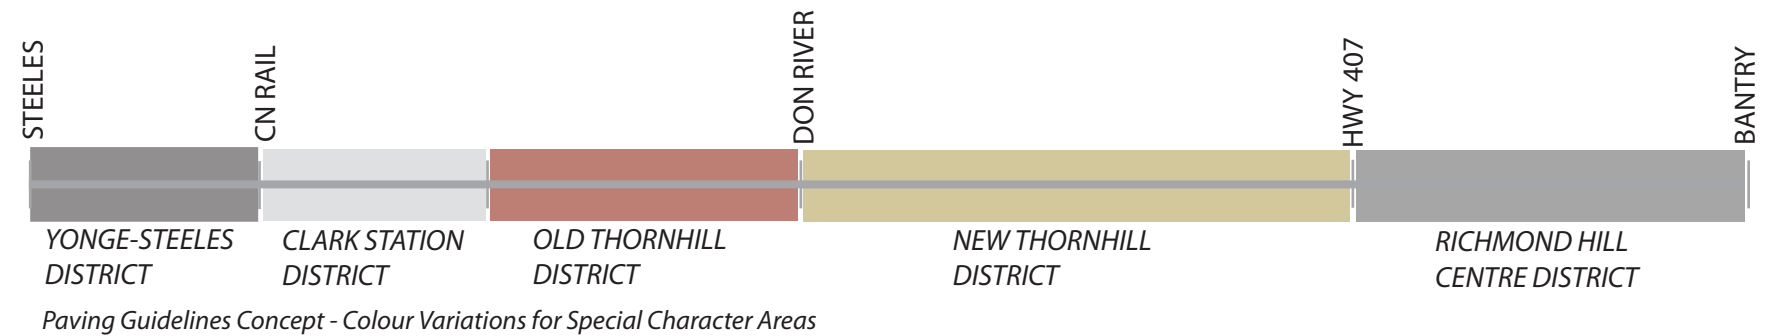 STEELES
CN RAIL
DON RIVER
HWY 407
BANTRY
YONGE-STEELES
DISTRICT
CLARK STATION
DISTRICT
OLD THORNHILL
DISTRICT
NEW THORNHILL
DISTRICT
RICHMOND HILL
CENTRE DISTRICT
Paving Guidelines Concept - Colour Variations for Special Character Areas